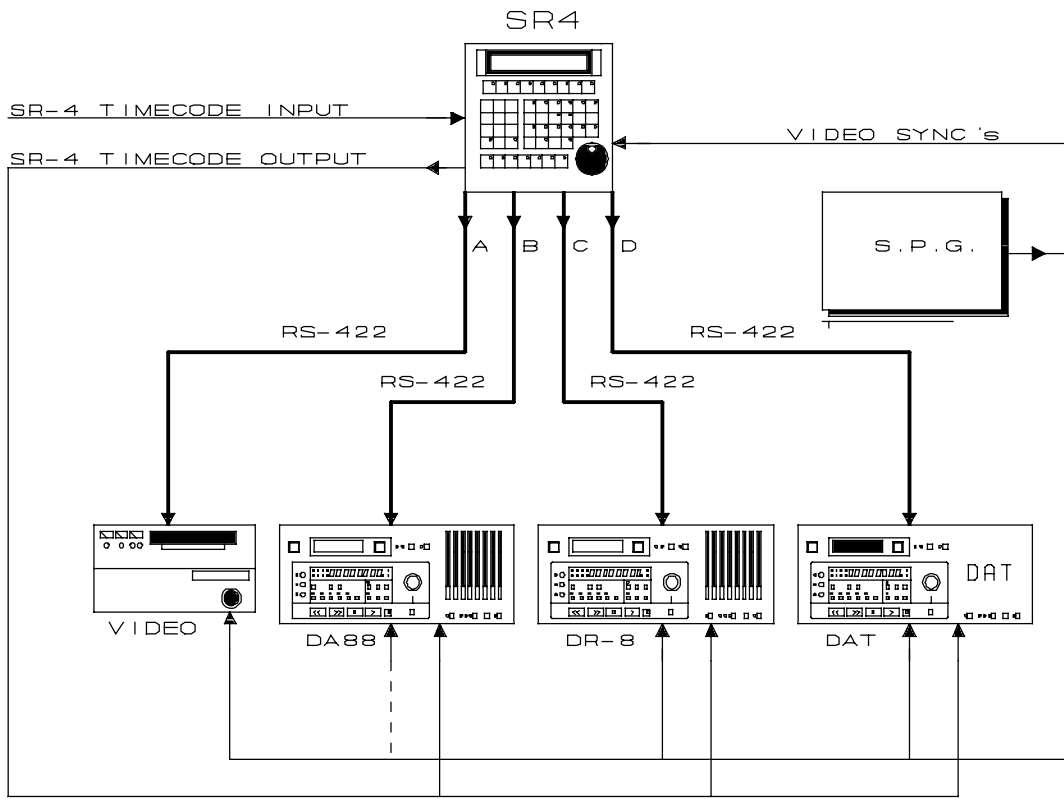 SR4
SR-4 TIMECODE INPUT
VIDEO SYNC's
SR-4 TIMECODE OUTPUT
A B C D
S.P.G.
RS-422 RS-422
RS-422 RS-422
DAT
VIDEO DA88 DR-8 DAT